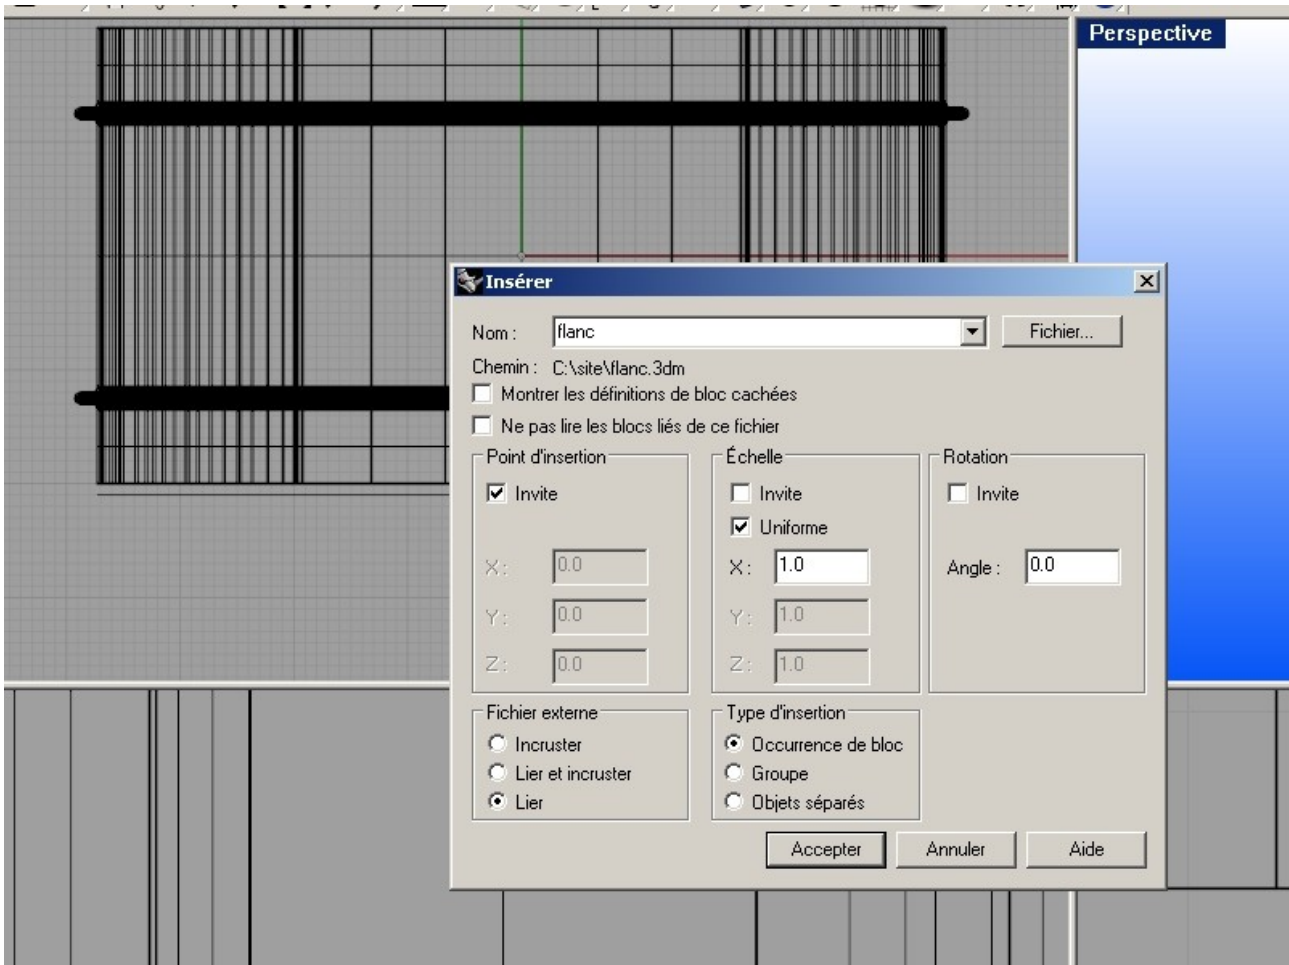 Perspective
Insérer
Nom :
flanc
Fichier...
Chemin : C:\site\flanc.3dm
Montrer les définitions de bloc cachées
Ne pas lire les blocs liés de ce fichier
Point d'insertion
Échelle
Rotation
Invite
Invite
Invite
Uniforme
X :
0.0
X :
1.0
Angle :
0.0
Y :
0.0
Y :
1.0
Z :
0.0
Z :
1.0
Fichier externe
Type d'insertion
Incruster
Occurrence de bloc
Lier et incruster
Groupe
Lier
Objets séparés
Accepter
Annuler
Aide